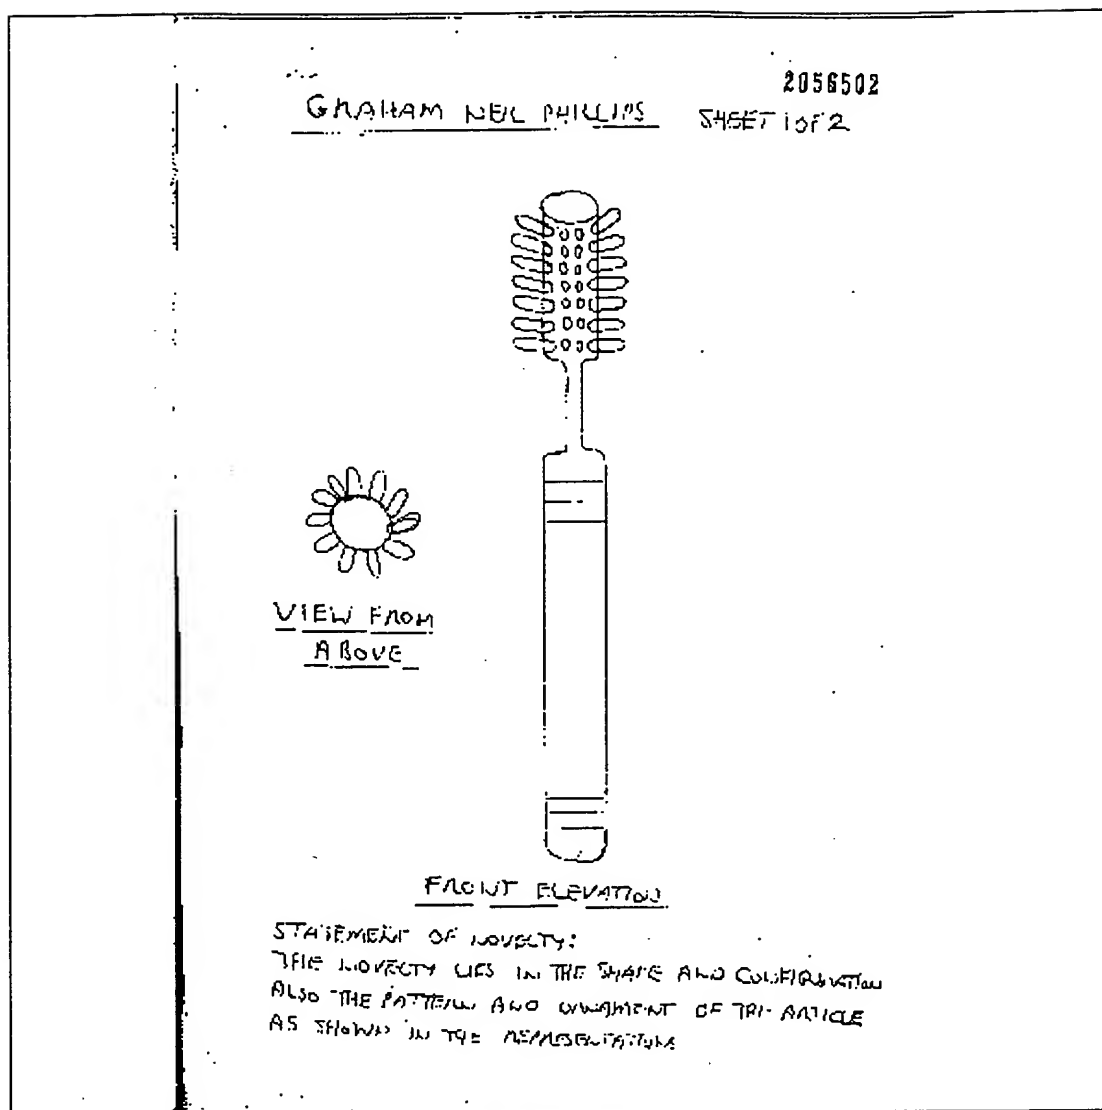 2056502
GRAHAM NEIL PHILLIPS SHEET 1 OF 2
VIEW FROM
ABOVE
FRONT ELEVATION
STATEMENT OF NOVELTY:
THE NOVELTY LIES IN THE SHAPE AND CONFIGURATION
ALSO THE PATTERN AND ORNAMENT OF THE ARTICLE
AS SHOWN IN THE REPRESENTATIONS